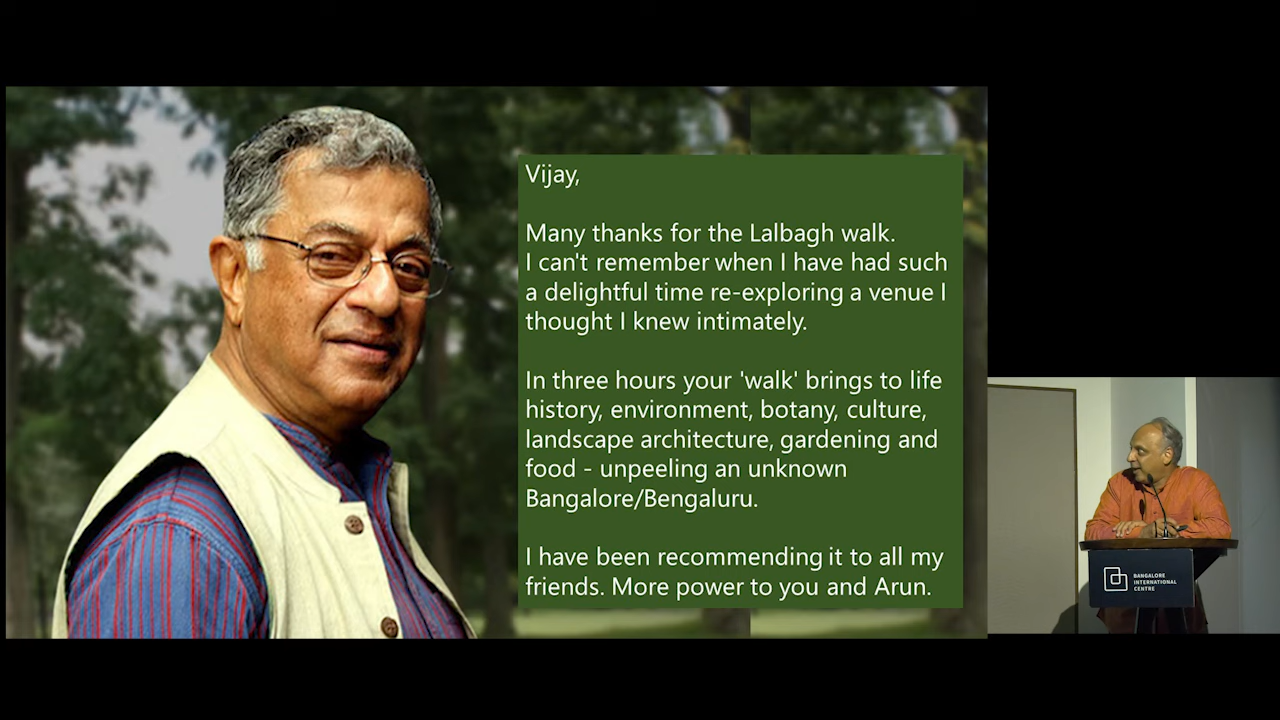 Vijay,
Many thanks for the Lalbagh walk.
I can't remember when I have had such
a delightful time re-exploring a venue I
thought I knew intimately.
In three hours your 'walk' brings to life
history, environment, botany, culture,
landscape architecture, gardening and
food - unpeeling an unknown
Bangalore/Bengaluru.
I have been recommending it to all my
friends. More power to you and Arun.
BANGALORE
INTERNATIONAL
CENTRE